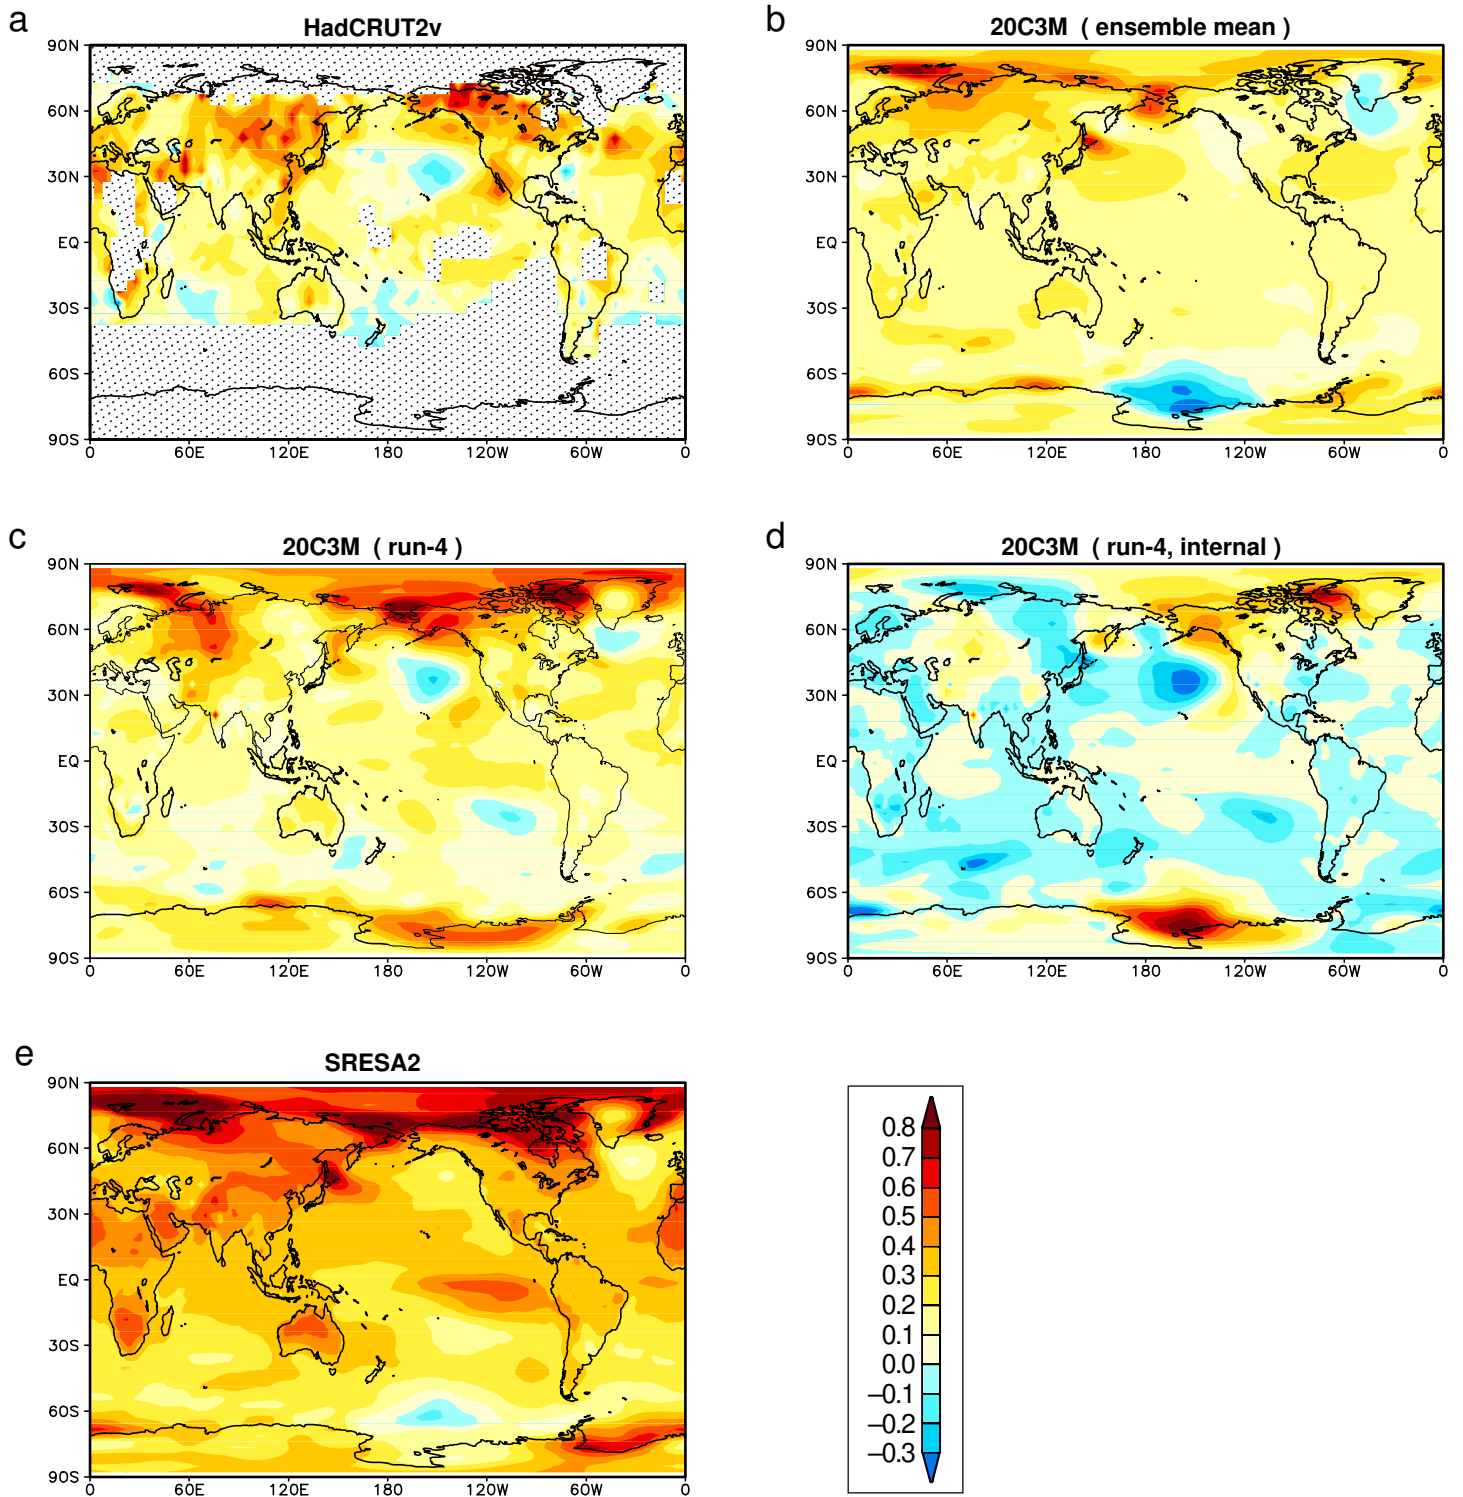 a
HadCRUT2v
90N
60N
30N
EQ
30S
60S
90S
0 60E 120E 180 120W 60W 0
b
20C3M ( ensemble mean )
90N
60N
30N
EQ
30S
60S
90S
0 60E 120E 180 120W 60W 0
c
20C3M ( run-4 )
90N
60N
30N
EQ
30S
60S
90S
0 60E 120E 180 120W 60W 0
d
20C3M ( run-4, internal )
90N
60N
30N
EQ
30S
60S
90S
0 60E 120E 180 120W 60W 0
e
SRESA2
90N
60N
30N
EQ
30S
60S
90S
0 60E 120E 180 120W 60W 0
0.8
0.7
0.6
0.5
0.4
0.3
0.2
0.1
0.0
−0.1
−0.2
−0.3